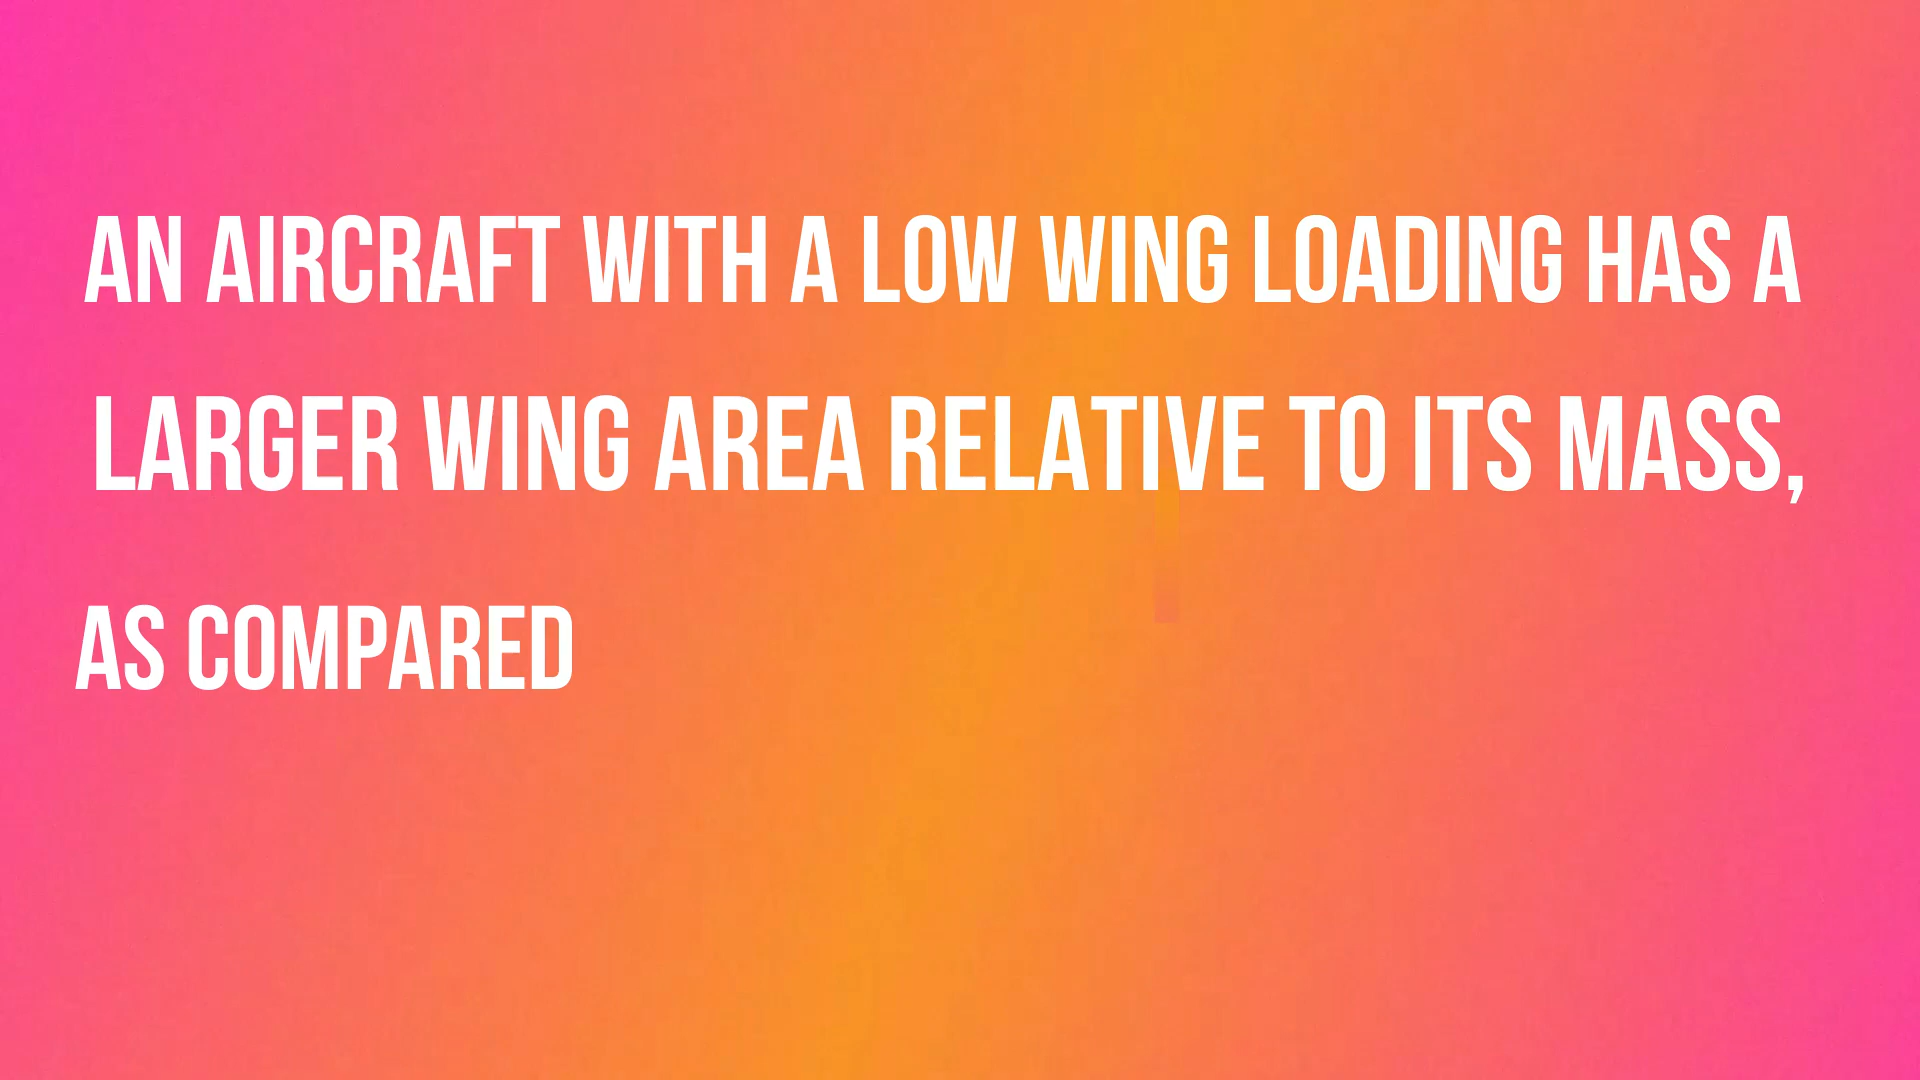 AN AIRCRAFT WITH A LOW WING LOADING HAS A
LARGER WING AREA RELATIVE TO ITS MASS,
AS COMPARED